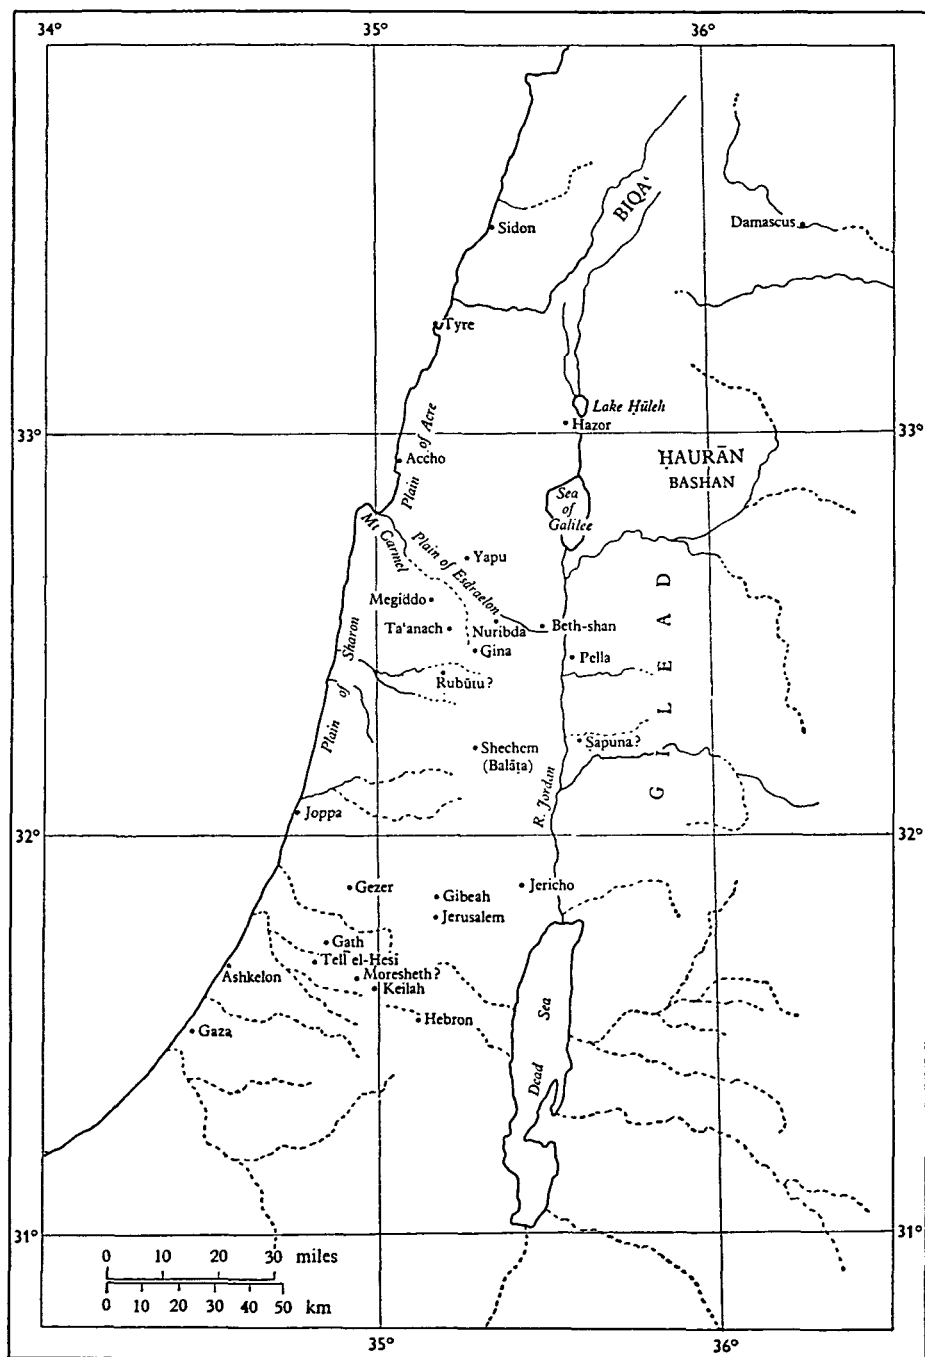 34°
35°
36°
BIQA'
Damascus
Sidon
Tyre
Lake Ḥūleh
Hazor
33°
33°
Plain of Acre
ḤAURĀN
BASHAN
Accho
Sea
of
Galilee
Mt Carmel
Plain of Esdraelon
Yapu
Megiddo
Ta'anach
Nuribda
Beth-shan
Gina
Pella
Plain of Sharon
Rubūtu?
GILEAD
Shechem
(Balāṭa)
Ṣapuna?
R. Jordan
Joppa
32°
32°
Gezer
Gibeah
Jericho
Jerusalem
Gath
Tell el-Hesi
Moresheth?
Ashkelon
Keilah
Hebron
Gaza
Dead Sea
31°
31°
0 10 20 30 miles
0 10 20 30 40 50 km
35°
36°